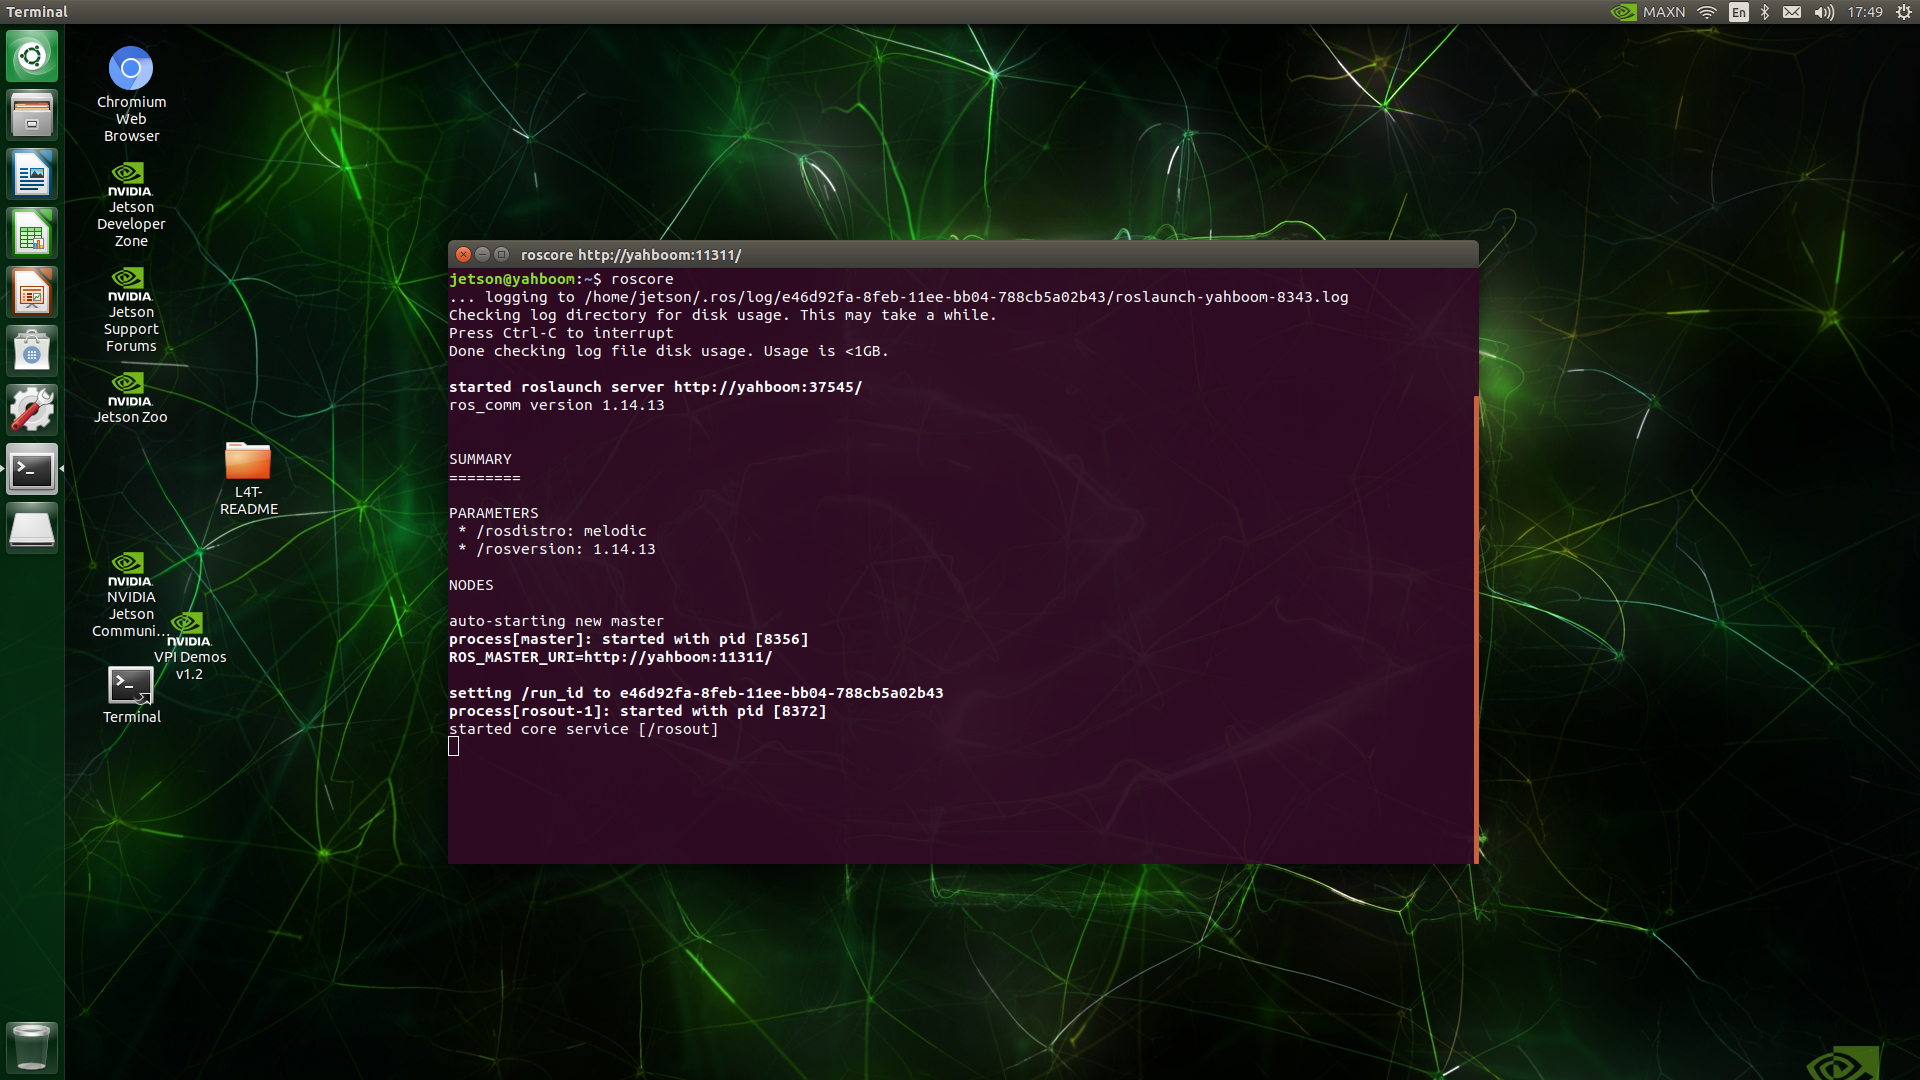 Terminal
MAXN
En
17:49
Chromium
Web
Browser
NVIDIA.
Jetson
Developer
Zone
NVIDIA.
Jetson
Support
Forums
NVIDIA.
Jetson Zoo
L4T-
README
NVIDIA.
NVIDIA
Jetson
Communi...
NVIDIA.
VPI Demos
v1.2
Terminal
roscore http://yahboom:11311/
jetson@yahboom:~$ roscore
... logging to /home/jetson/.ros/log/e46d92fa-8feb-11ee-bb04-788cb5a02b43/roslaunch-yahboom-8343.log
Checking log directory for disk usage. This may take a while.
Press Ctrl-C to interrupt
Done checking log file disk usage. Usage is <1GB.
started roslaunch server http://yahboom:37545/
ros_comm version 1.14.13
SUMMARY
========
PARAMETERS
 * /rosdistro: melodic
 * /rosversion: 1.14.13
NODES
auto-starting new master
process[master]: started with pid [8356]
ROS_MASTER_URI=http://yahboom:11311/
setting /run_id to e46d92fa-8feb-11ee-bb04-788cb5a02b43
process[rosout-1]: started with pid [8372]
started core service [/rosout]